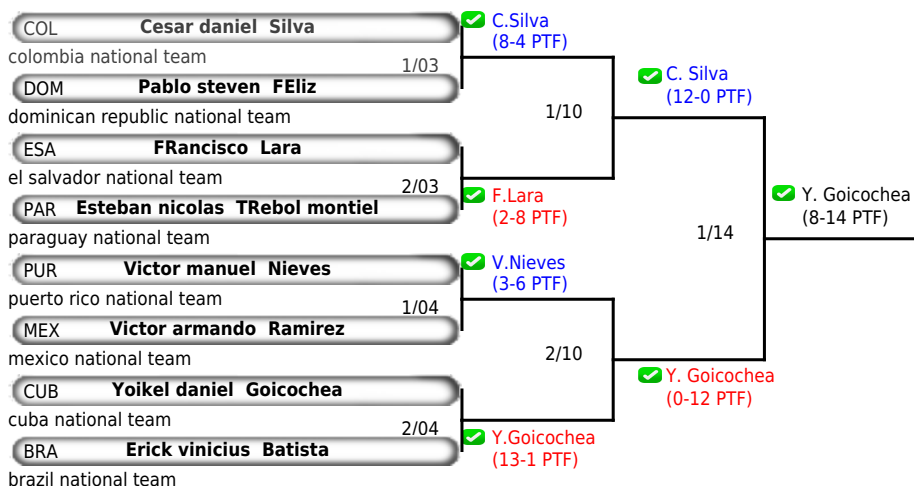 COL Cesar daniel Silva
colombia national team
1/03
DOM Pablo steven FEliz
dominican republic national team
ESA FRancisco Lara
el salvador national team
2/03
PAR Esteban nicolas TRebol montiel
paraguay national team
PUR Victor manuel Nieves
puerto rico national team
1/04
MEX Victor armando Ramirez
mexico national team
CUB Yoikel daniel Goicochea
cuba national team
2/04
BRA Erick vinicius Batista
brazil national team
C.Silva
(8-4 PTF)
1/10
F.Lara
(2-8 PTF)
V.Nieves
(3-6 PTF)
2/10
Y.Goicochea
(13-1 PTF)
C. Silva
(12-0 PTF)
1/14
Y. Goicochea
(0-12 PTF)
Y. Goicochea
(8-14 PTF)